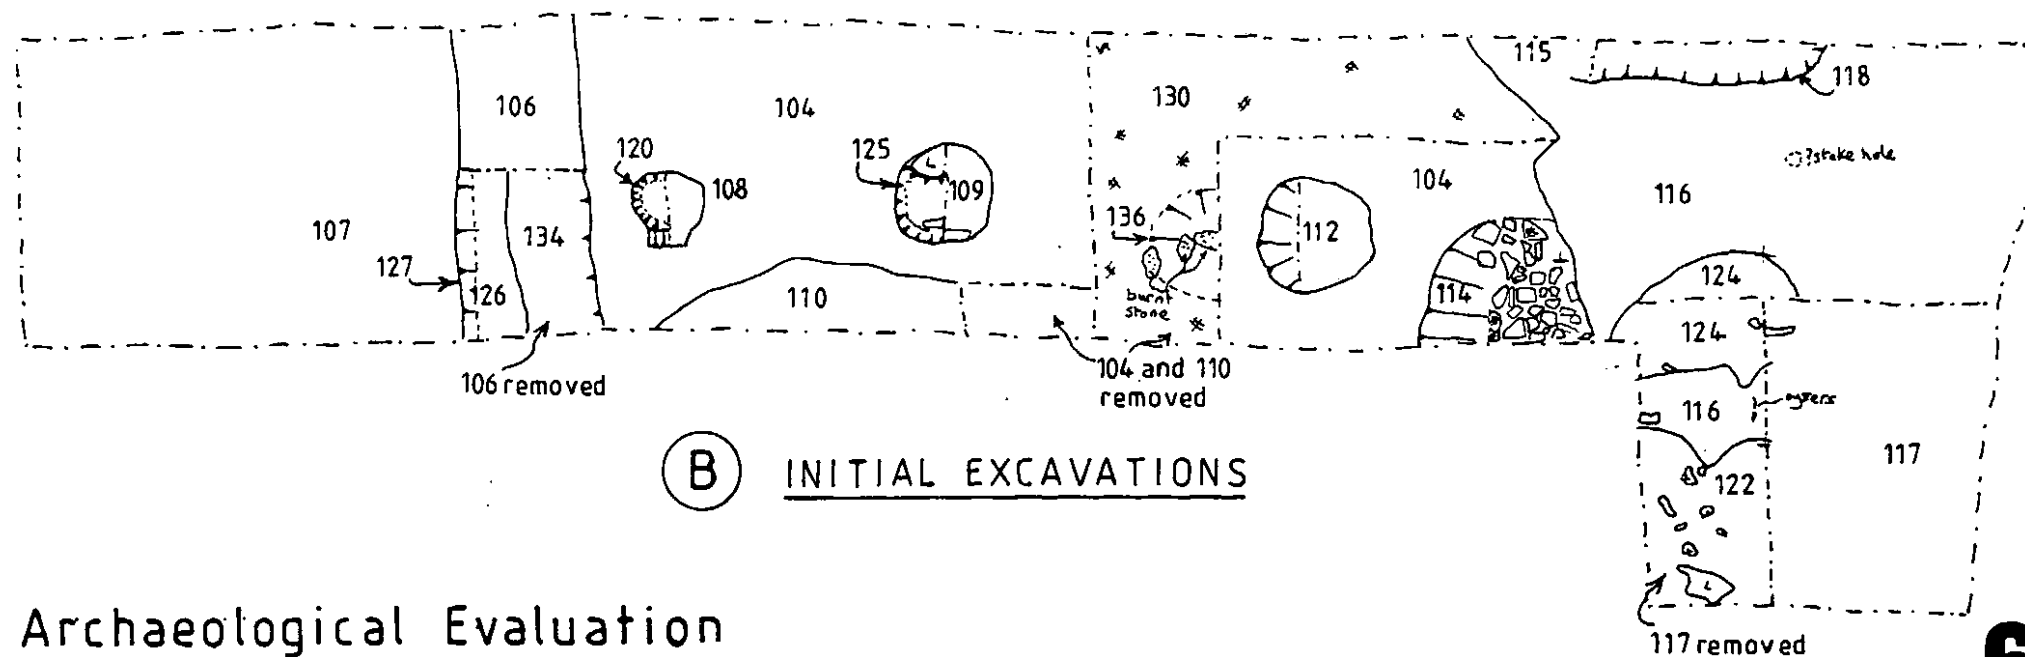 106
104
130
115
118
120
108
125
L
109
136
104
116
?stake hole
107
134
112
127
126
110
114
124
burnt
stone
124
106 removed
104 and 110
removed
116
oysters
117
B INITIAL EXCAVATIONS
122
L
Archaeological Evaluation
117 removed